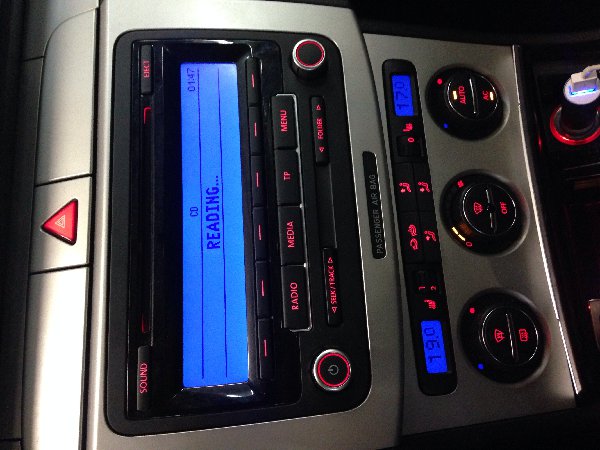 SOUND EJECT
01:47
CD
READING...
RADIO MEDIA TP MENU
◁ SEEK / TRACK ▷ ◁ FOLDER ▷
PASSENGER AIR BAG
19.0 17.0
0 AUTO
OFF AC